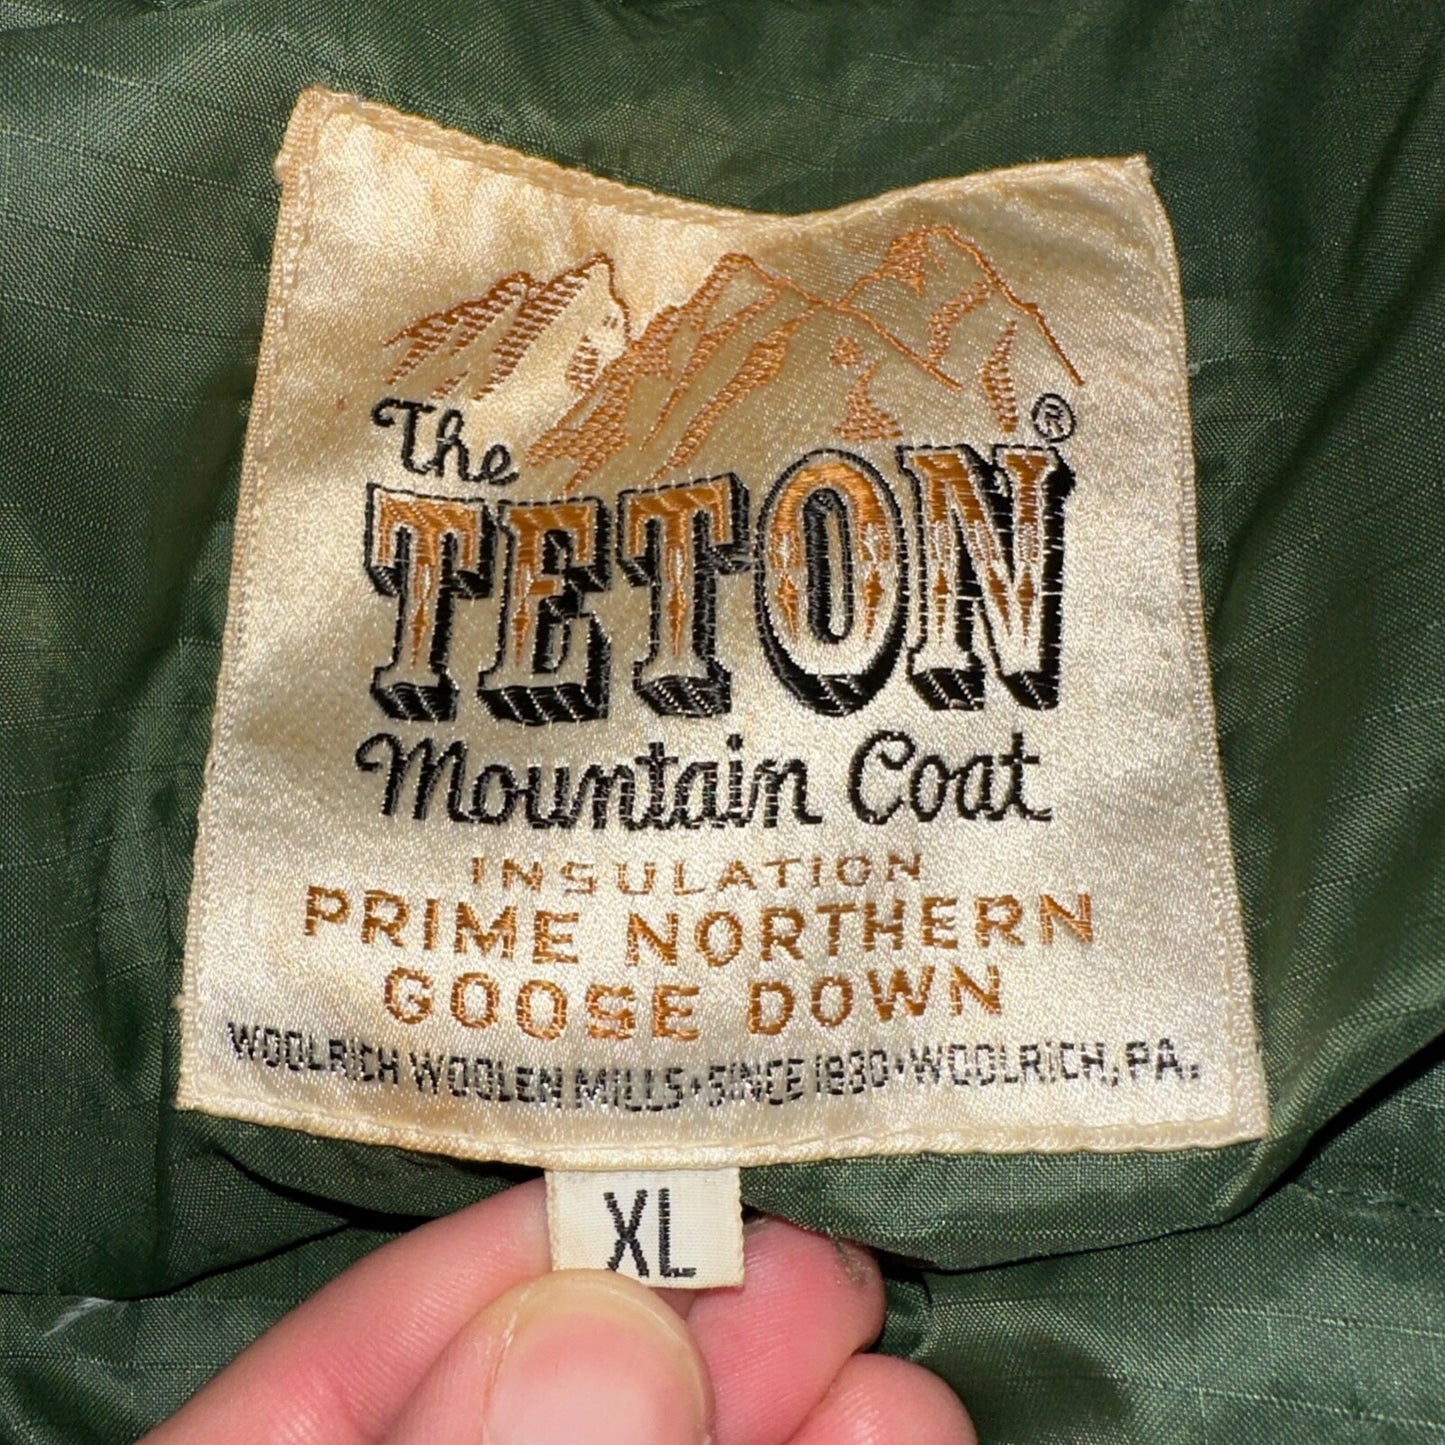 The
TETON®
Mountain Coat
INSULATION
PRIME NORTHERN
GOOSE DOWN
WOOLRICH WOOLEN MILLS • SINCE 1830 • WOOLRICH, PA.
XL